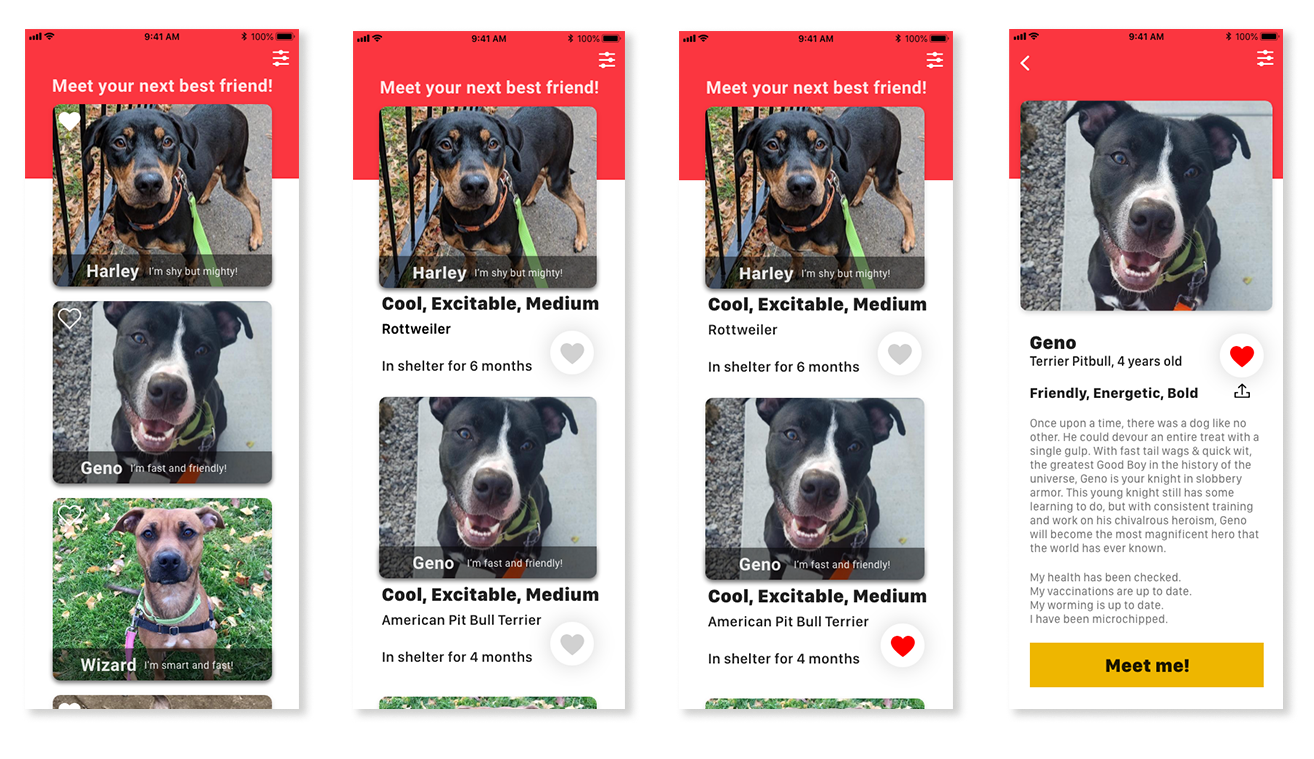 9:41 AM 100%
Meet your next best friend!
Harley I'm shy but mighty!
Geno I'm fast and friendly!
Wizard I'm smart and fast!
9:41 AM 100%
Meet your next best friend!
Harley I'm shy but mighty!
Cool, Excitable, Medium
Rottweiler
In shelter for 6 months
Geno I'm fast and friendly!
Cool, Excitable, Medium
American Pit Bull Terrier
In shelter for 4 months
9:41 AM 100%
Meet your next best friend!
Harley I'm shy but mighty!
Cool, Excitable, Medium
Rottweiler
In shelter for 6 months
Geno I'm fast and friendly!
Cool, Excitable, Medium
American Pit Bull Terrier
In shelter for 4 months
9:41 AM 100%
Geno
Terrier Pitbull, 4 years old
Friendly, Energetic, Bold
Once upon a time, there was a dog like no
other. He could devour an entire treat with a
single gulp. With fast tail wags & quick wit,
the greatest Good Boy in the history of the
universe, Geno is your knight in slobbery
armor. This young knight still has some
learning to do, but with consistent training
and work on his chivalrous heroism, Geno
will become the most magnificent hero that
the world has ever known.
My health has been checked.
My vaccinations are up to date.
My worming is up to date.
I have been microchipped.
Meet me!